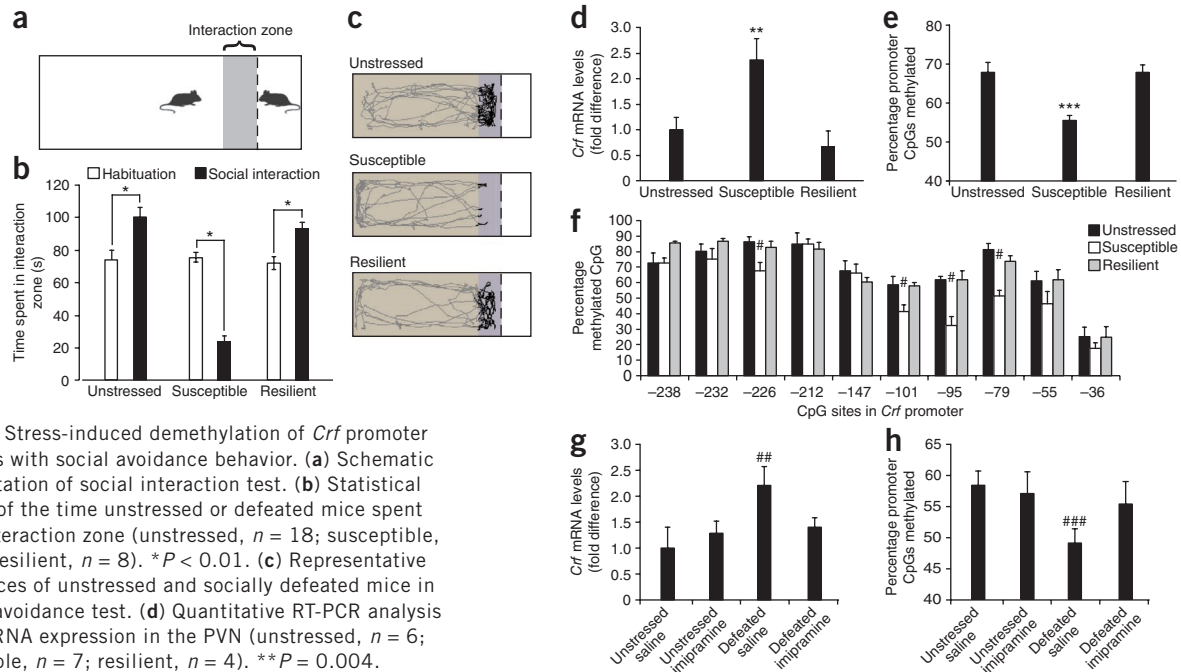 a
Interaction zone
b
Habituation Social interaction
Time spent in interaction
zone (s)
120
100
80
60
40
20
0
* * *
Unstressed Susceptible Resilient
c
Unstressed
Susceptible
Resilient
d
Crf mRNA levels
(fold difference)
3.0
2.5
2.0
1.5
1.0
0.5
0
**
Unstressed Susceptible Resilient
e
Percentage promoter
CpGs methylated
80
70
60
50
40
***
Unstressed Susceptible Resilient
f
Percentage
methylated CpG
100
90
80
70
60
50
40
30
20
10
0
# # # #
Unstressed
Susceptible
Resilient
–238 –232 –226 –212 –147 –101 –95 –79 –55 –36
CpG sites in Crf promoter
g
Crf mRNA levels
(fold difference)
3.0
2.5
2.0
1.5
1.0
0.5
0
##
Unstressed
saline
Unstressed
imipramine
Defeated
saline
Defeated
imipramine
h
Percentage promoter
CpGs methylated
65
60
55
50
45
40
###
Unstressed
saline
Unstressed
imipramine
Defeated
saline
Defeated
imipramine
Stress-induced demethylation of Crf promoter
s with social avoidance behavior. (a) Schematic
tation of social interaction test. (b) Statistical
of the time unstressed or defeated mice spent
teraction zone (unstressed, n = 18; susceptible,
resilient, n = 8). *P < 0.01. (c) Representative
ces of unstressed and socially defeated mice in
avoidance test. (d) Quantitative RT-PCR analysis
RNA expression in the PVN (unstressed, n = 6;
ole, n = 7; resilient, n = 4). **P = 0.004.